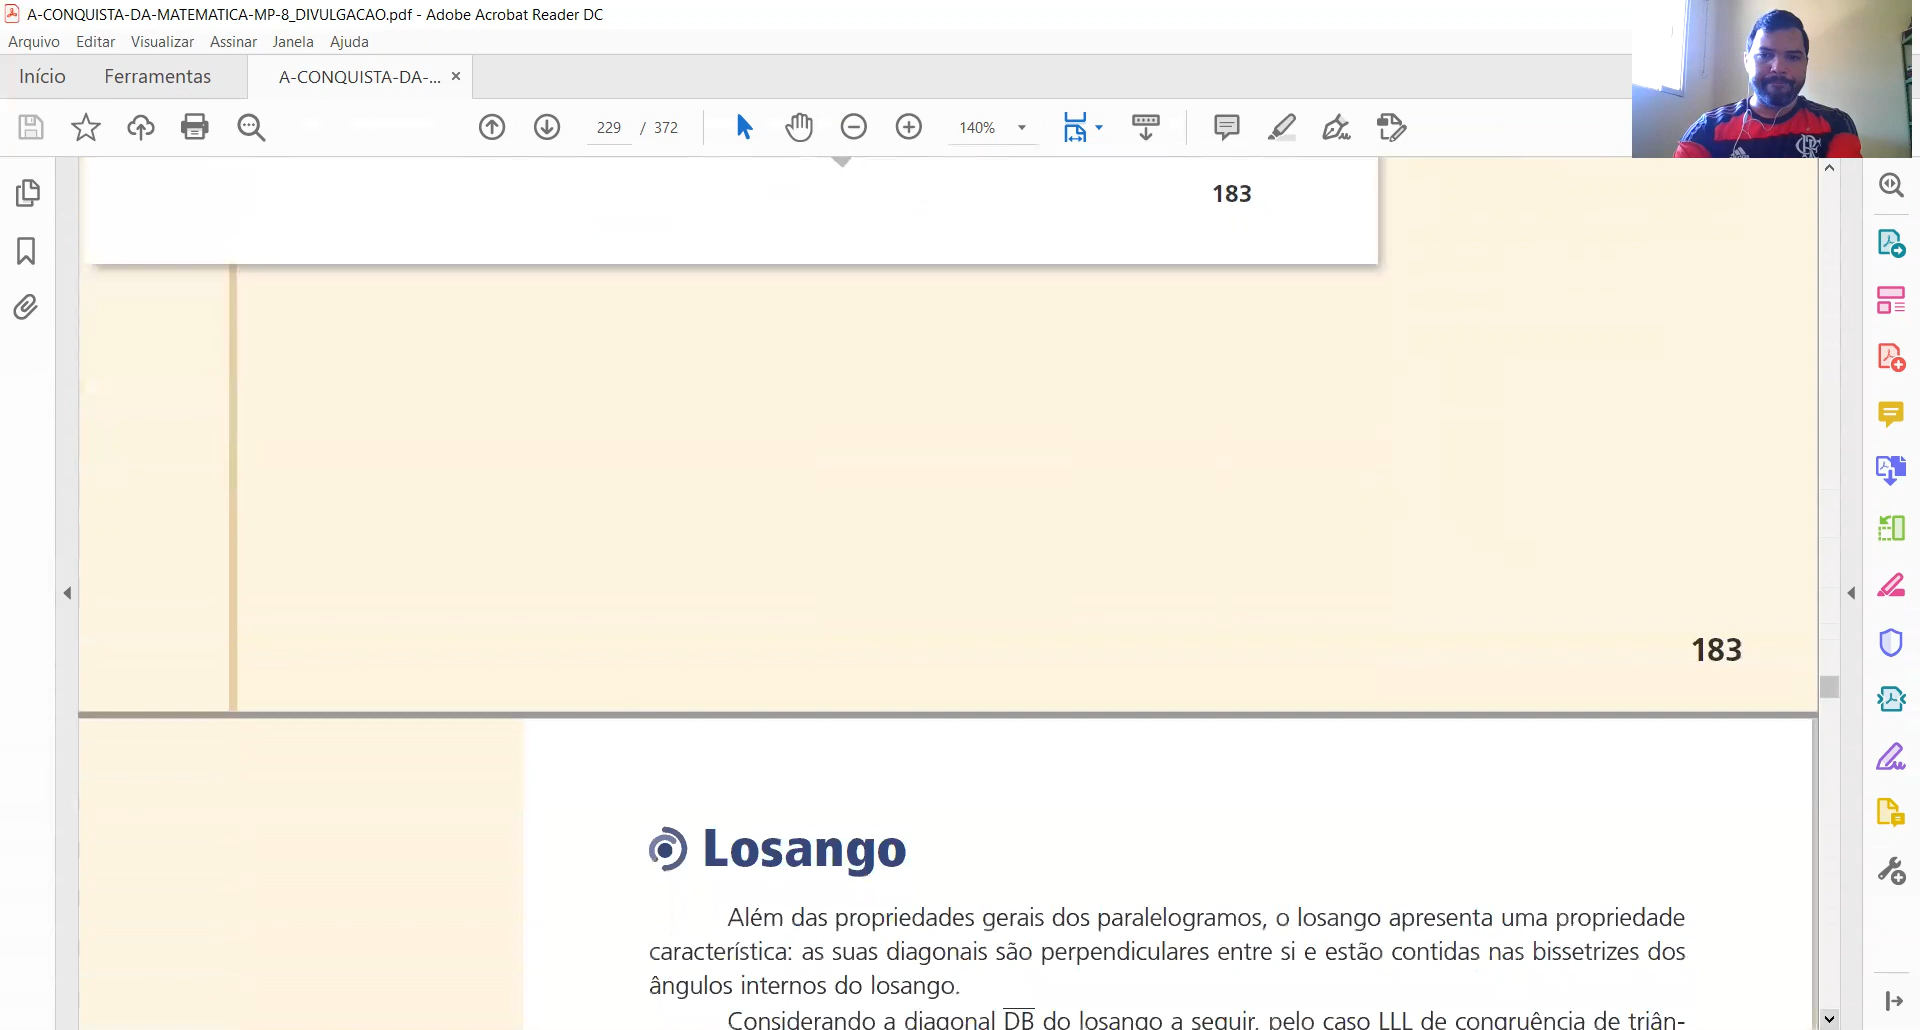 A-CONQUISTA-DA-MATEMATICA-MP-8_DIVULGACAO.pdf - Adobe Acrobat Reader DC
Arquivo Editar Visualizar Assinar Janela Ajuda
Início Ferramentas A-CONQUISTA-DA-... ×
229 / 372 140%
183
183
Losango
Além das propriedades gerais dos paralelogramos, o losango apresenta uma propriedade
característica: as suas diagonais são perpendiculares entre si e estão contidas nas bissetrizes dos
ângulos internos do losango.
Considerando a diagonal DB do losango a seguir, pelo caso LLL de congruência de triân-